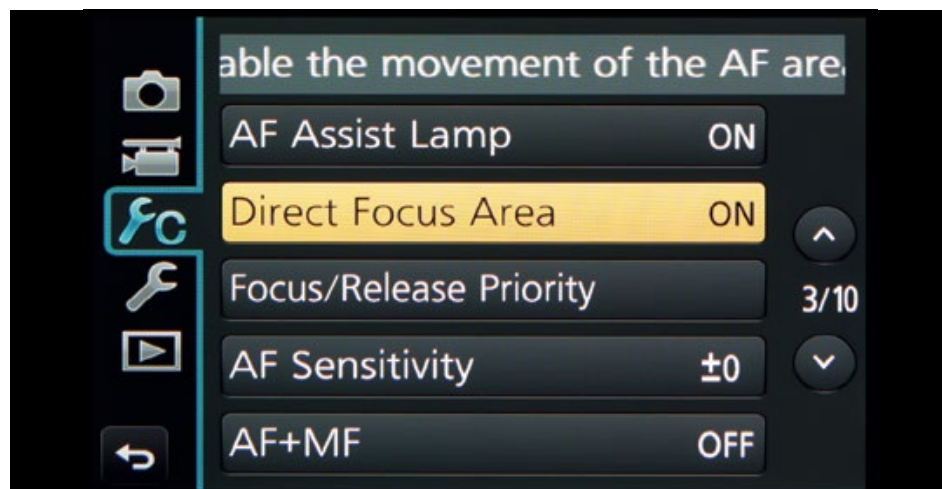 able the movement of the AF are
AF Assist Lamp ON
Direct Focus Area ON
Focus/Release Priority
3/10
AF Sensitivity ±0
AF+MF OFF
C